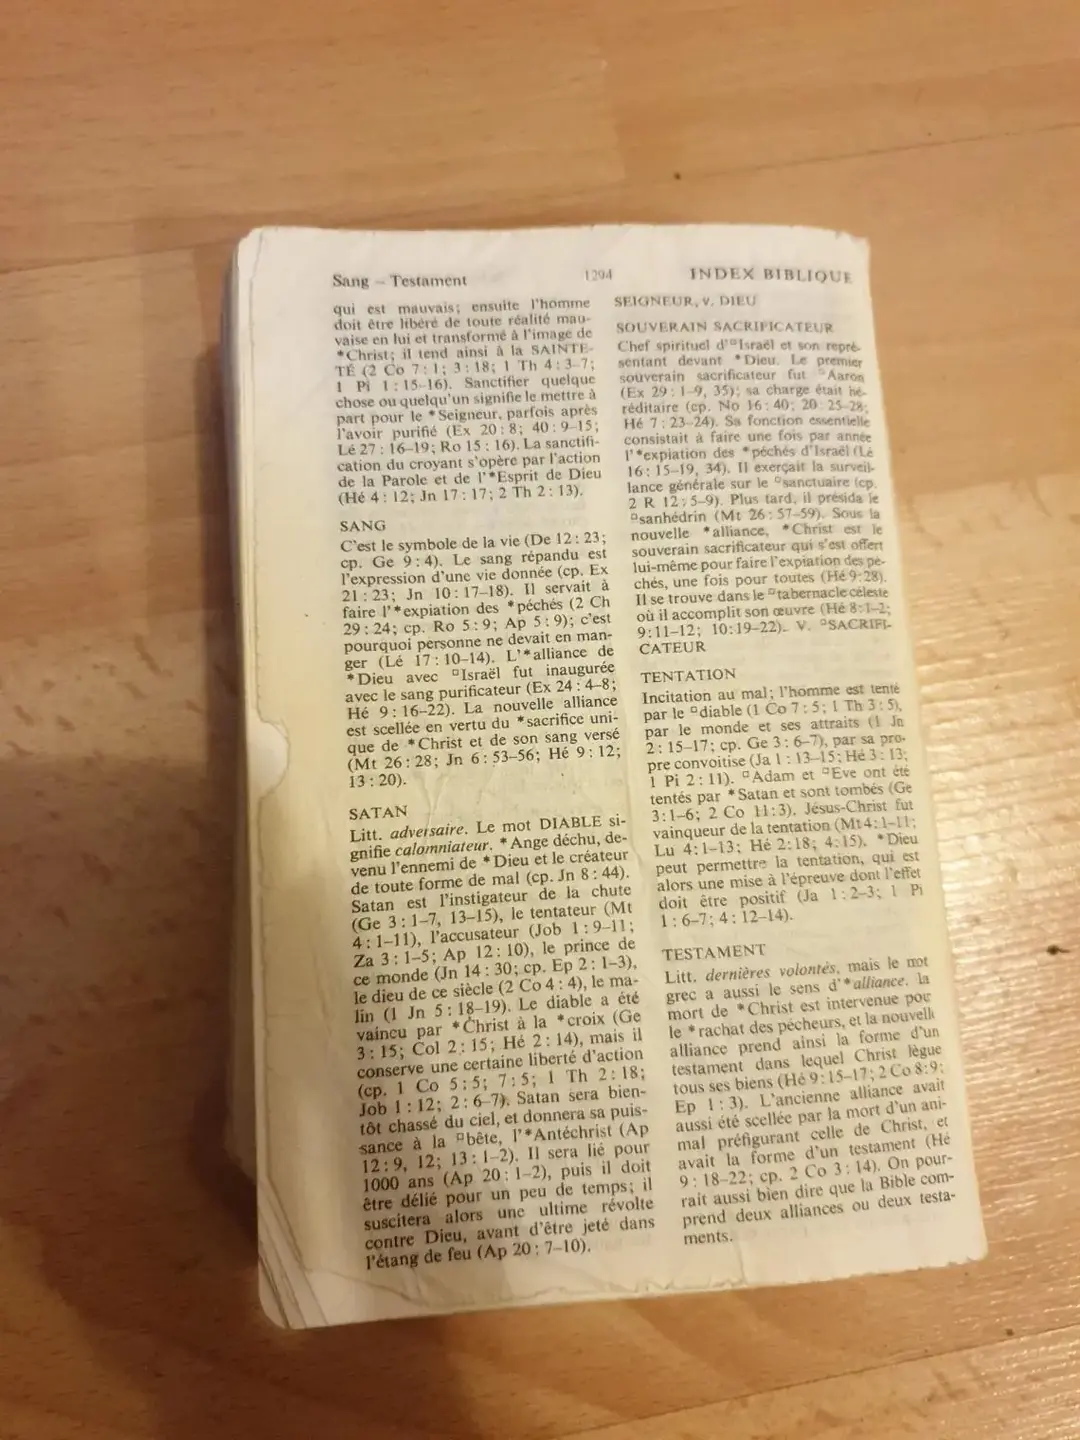 Sang – Testament
1294
INDEX BIBLIQUE
qui est mauvais; ensuite l'homme
doit être libéré de toute réalité mau-
vaise en lui et transformé à l'image de
*Christ; il tend ainsi à la SAINTE-
TÉ (2 Co 7 : 1; 3 : 18; 1 Th 4 : 3–7;
1 Pi 1 : 15–16). Sanctifier quelque
chose ou quelqu'un signifie le mettre à
part pour le *Seigneur, parfois après
l'avoir purifié (Ex 20 : 8; 40 : 9–15;
Lé 27 : 16–19; Ro 15 : 16). La sanctifi-
cation du croyant s'opère par l'action
de la Parole et de l'*Esprit de Dieu
(Hé 4 : 12; Jn 17 : 17; 2 Th 2 : 13).
SANG
C'est le symbole de la vie (De 12 : 23;
cp. Ge 9 : 4). Le sang répandu est
l'expression d'une vie donnée (cp. Ex
21 : 23; Jn 10 : 17–18). Il servait à
faire l'*expiation des *péchés (2 Ch
29 : 24; cp. Ro 5 : 9; Ap 5 : 9); c'est
pourquoi personne ne devait en man-
ger (Lé 17 : 10–14). L'*alliance de
*Dieu avec □Israël fut inaugurée
avec le sang purificateur (Ex 24 : 4–8;
Hé 9 : 16–22). La nouvelle alliance
est scellée en vertu du *sacrifice uni-
que de *Christ et de son sang versé
(Mt 26 : 28; Jn 6 : 53–56; Hé 9 : 12;
13 : 20).
SATAN
Litt. adversaire. Le mot DIABLE si-
gnifie calomniateur. *Ange déchu, de-
venu l'ennemi de *Dieu et le créateur
de toute forme de mal (cp. Jn 8 : 44).
Satan est l'instigateur de la chute
(Ge 3 : 1–7, 13–15), le tentateur (Mt
4 : 1–11), l'accusateur (Job 1 : 9–11;
Za 3 : 1–5; Ap 12 : 10), le prince de
ce monde (Jn 14 : 30; cp. Ep 2 : 1–3),
le dieu de ce siècle (2 Co 4 : 4), le ma-
lin (1 Jn 5 : 18–19). Le diable a été
vaincu par *Christ à la *croix (Ge
3 : 15; Col 2 : 15; Hé 2 : 14), mais il
conserve une certaine liberté d'action
(cp. 1 Co 5 : 5; 7 : 5; 1 Th 2 : 18;
Job 1 : 12; 2 : 6–7). Satan sera bien-
tôt chassé du ciel, et donnera sa puis-
sance à la □bête, l'*Antéchrist (Ap
12 : 9, 12; 13 : 1–2). Il sera lié pour
1000 ans (Ap 20 : 1–2), puis il doit
être délié pour un peu de temps; il
suscitera alors une ultime révolte
contre Dieu, avant d'être jeté dans
l'étang de feu (Ap 20 : 7–10).
SEIGNEUR, v. DIEU
SOUVERAIN SACRIFICATEUR
Chef spirituel d'□Israël et son repré-
sentant devant *Dieu. Le premier
souverain sacrificateur fut □Aaron
(Ex 29 : 1–9, 35); sa charge était hé-
réditaire (cp. No 16 : 40; 20 : 25–28;
Hé 7 : 23–24). Sa fonction essentielle
consistait à faire une fois par année
l'*expiation des *péchés d'Israël (Lé
16 : 15–19, 34). Il exerçait la surveil-
lance générale sur le □sanctuaire (cp.
2 R 12 : 5–9). Plus tard, il présida le
□sanhédrin (Mt 26 : 57–59). Sous la
nouvelle *alliance, *Christ est le
souverain sacrificateur qui s'est offert
lui-même pour faire l'expiation des pé-
chés, une fois pour toutes (Hé 9 : 28).
Il se trouve dans le □tabernacle céleste
où il accomplit son œuvre (Hé 8 : 1–2;
9 : 11–12; 10 : 19–22). V. □SACRIFI-
CATEUR
TENTATION
Incitation au mal; l'homme est tenté
par le □diable (1 Co 7 : 5; 1 Th 3 : 5),
par le monde et ses attraits (1 Jn
2 : 15–17; cp. Ge 3 : 6–7), par sa pro-
pre convoitise (Ja 1 : 13–15; Hé 3 : 13;
1 Pi 2 : 11). □Adam et □Eve ont été
tentés par *Satan et sont tombés (Ge
3 : 1–6; 2 Co 11 : 3). Jésus-Christ fut
vainqueur de la tentation (Mt 4 : 1–11;
Lu 4 : 1–13; Hé 2 : 18; 4 : 15). *Dieu
peut permettre la tentation, qui est
alors une mise à l'épreuve dont l'effet
doit être positif (Ja 1 : 2–3; 1 Pi
1 : 6–7; 4 : 12–14).
TESTAMENT
Litt. dernières volontés, mais le mot
grec a aussi le sens d'*alliance. la
mort de *Christ est intervenue pou
le *rachat des pécheurs, et la nouvell
alliance prend ainsi la forme d'un
testament dans lequel Christ lègue
tous ses biens (Hé 9 : 15–17; 2 Co 8 : 9;
Ep 1 : 3). L'ancienne alliance avait
aussi été scellée par la mort d'un ani-
mal préfigurant celle de Christ, et
avait la forme d'un testament (Hé
9 : 18–22; cp. 2 Co 3 : 14). On pour-
rait aussi bien dire que la Bible com-
prend deux alliances ou deux testa-
ments.